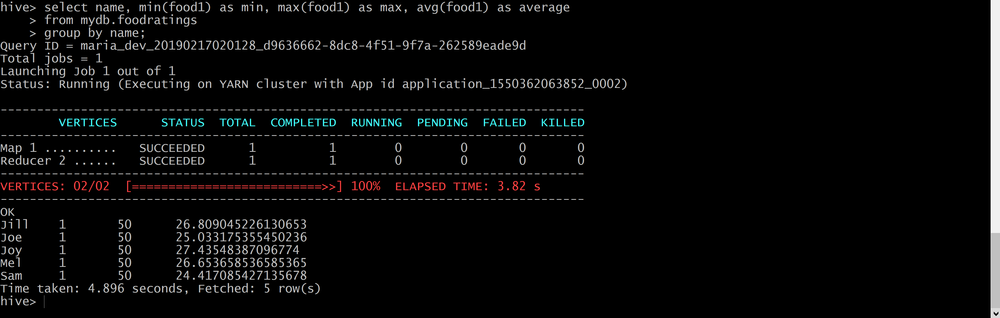 hive> select name, min(food1) as min, max(food1) as max, avg(food1) as average
    > from mydb.foodratings
    > group by name;
Query ID = maria_dev_20190217020128_d9636662-8dc8-4f51-9f7a-262589eade9d
Total jobs = 1
Launching Job 1 out of 1
Status: Running (Executing on YARN cluster with App id application_1550362063852_0002)
--------------------------------------------------------------------------------
        VERTICES      STATUS  TOTAL  COMPLETED  RUNNING  PENDING  FAILED  KILLED
--------------------------------------------------------------------------------
Map 1 ..........   SUCCEEDED      1          1        0        0       0       0
Reducer 2 ......   SUCCEEDED      1          1        0        0       0       0
--------------------------------------------------------------------------------
VERTICES: 02/02  [==========================>>] 100%  ELAPSED TIME: 3.82 s
--------------------------------------------------------------------------------
OK
Jill    1       50      26.809045226130653
Joe     1       50      25.033175355450236
Joy     1       50      27.43548387096774
Mel     1       50      26.653658536585365
Sam     1       50      24.417085427135678
Time taken: 4.896 seconds, Fetched: 5 row(s)
hive>